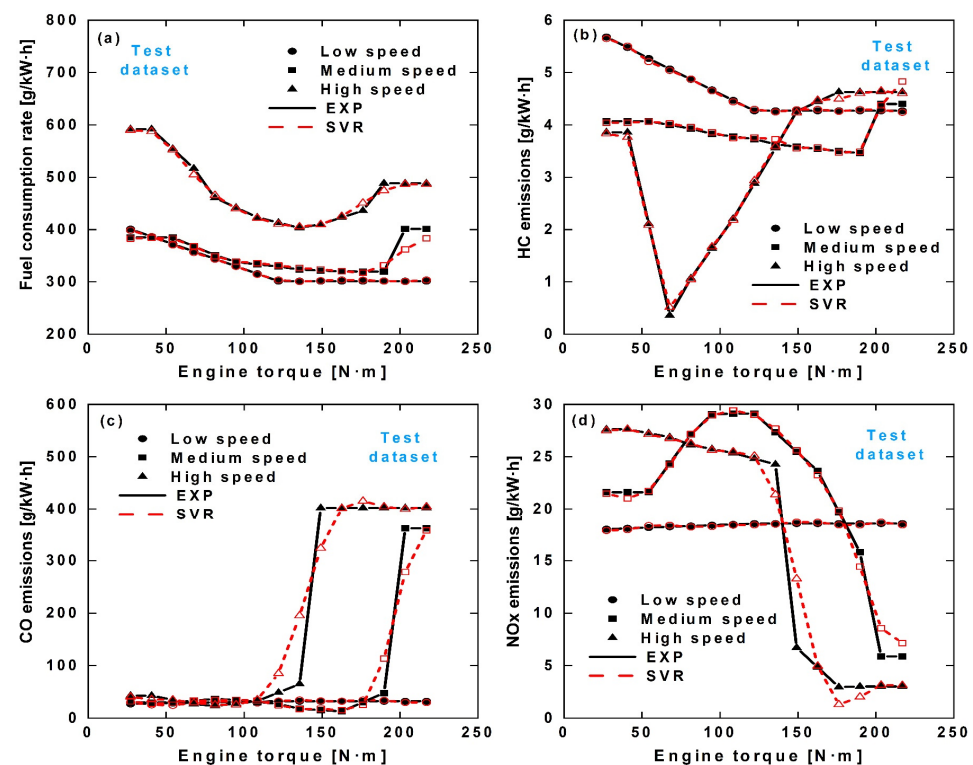 (a)
Test
dataset
Low speed
Medium speed
High speed
EXP
SVR
Fuel consumption rate [g/kW·h]
800
700
600
500
400
300
200
0 50 100 150 200 250
Engine torque [N·m]
(b)
Test
dataset
Low speed
Medium speed
High speed
EXP
SVR
HC emissions [g/kW·h]
6
5
4
3
2
1
0
0 50 100 150 200 250
Engine torque [N·m]
(c)
Test
dataset
Low speed
Medium speed
High speed
EXP
SVR
CO emissions [g/kW·h]
600
500
400
300
200
100
0
0 50 100 150 200 250
Engine torque [N·m]
(d)
Test
dataset
Low speed
Medium speed
High speed
EXP
SVR
NOx emissions [g/kW·h]
30
25
20
15
10
5
0
0 50 100 150 200 250
Engine torque [N·m]